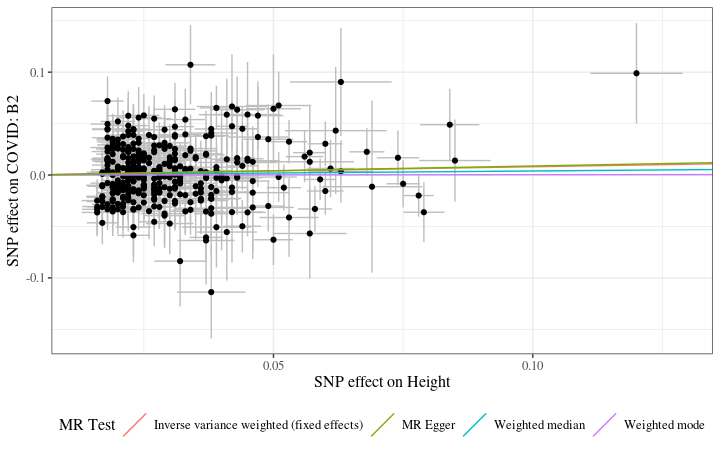 SNP effect on COVID: B2
0.1
0.0
-0.1
0.05
0.10
SNP effect on Height
MR Test
Inverse variance weighted (fixed effects)
MR Egger
Weighted median
Weighted mode